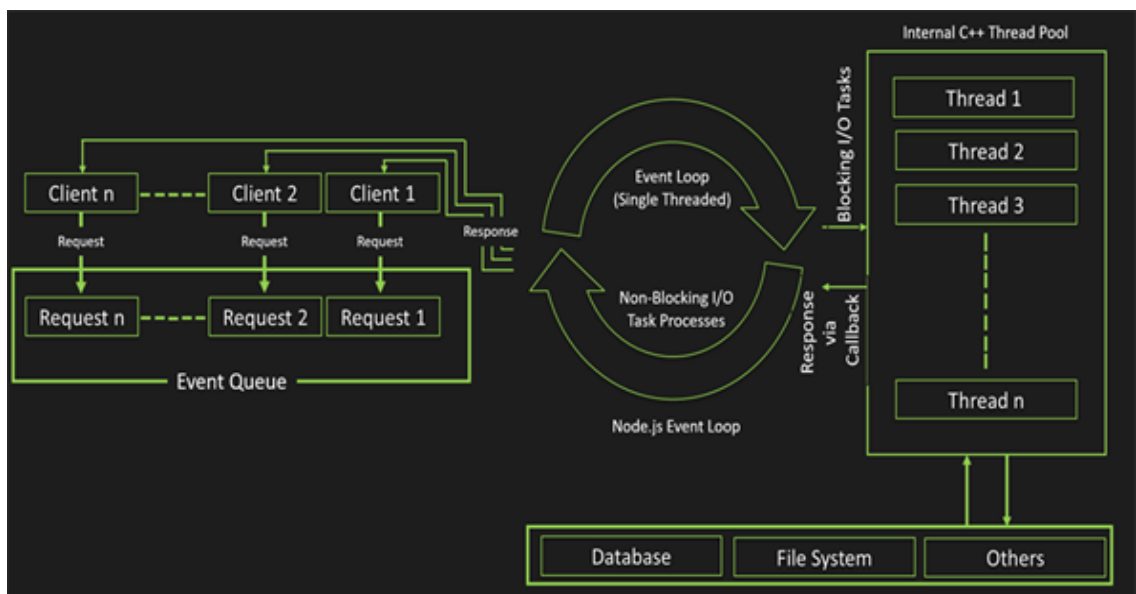 Internal C++ Thread Pool
Thread 1
Thread 2
Thread 3
Thread n
Blocking I/O Tasks
Response
via
Callback
Event Loop
(Single Threaded)
Non-Blocking I/O
Task Processes
Node.js Event Loop
Client n
Client 2
Client 1
Response
Request
Request
Request
Request n
Request 2
Request 1
Event Queue
Database
File System
Others